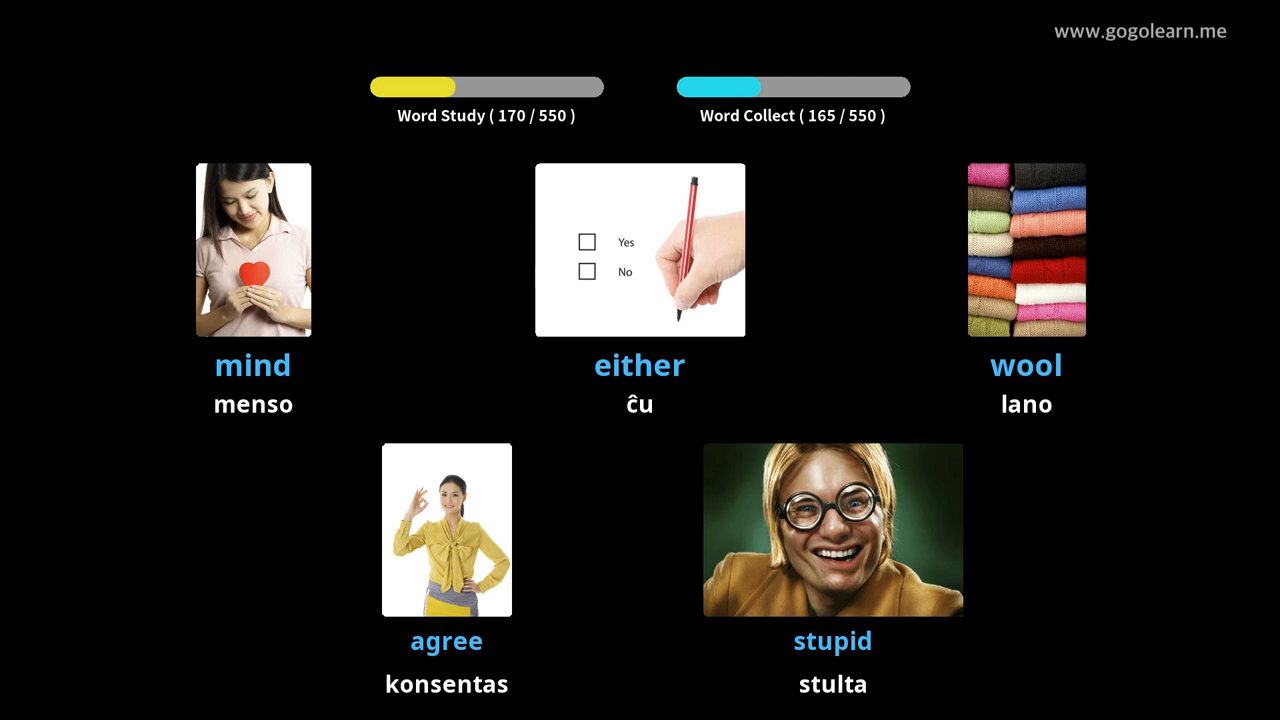 www.gogolearn.me
Word Study ( 170 / 550 )
Word Collect ( 165 / 550 )
Yes
No
mind
either
wool
menso
ĉu
lano
agree
stupid
konsentas
stulta